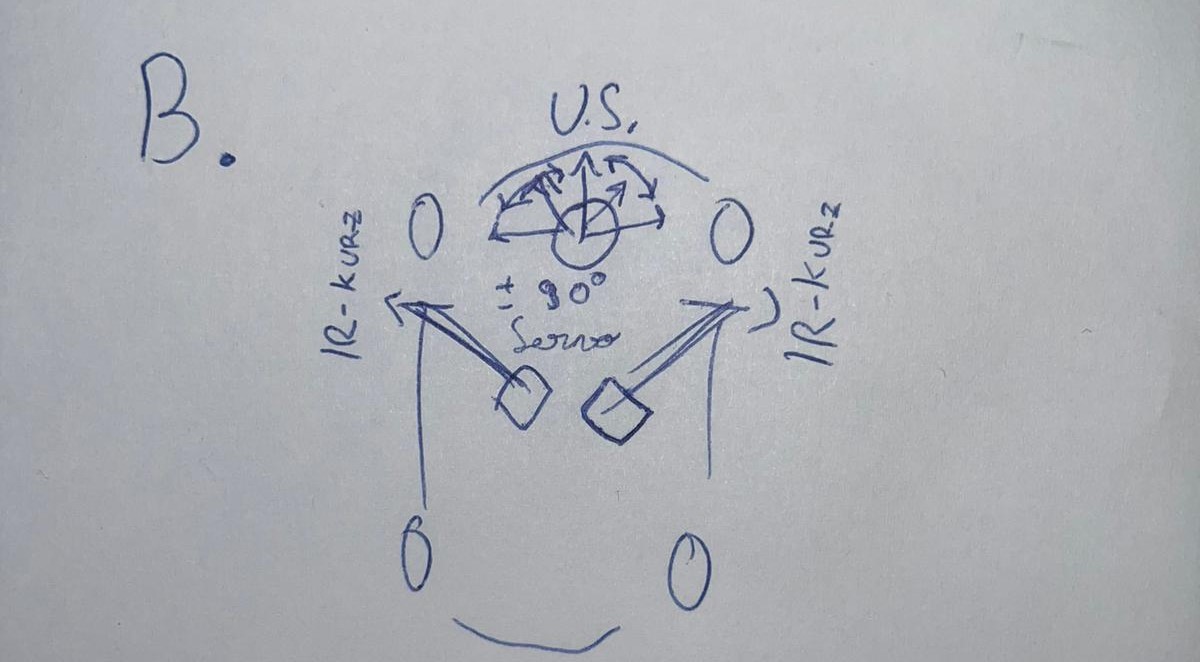 B.
U.S.
IR-KURZ
± 90°
Servo
IR-KURZ